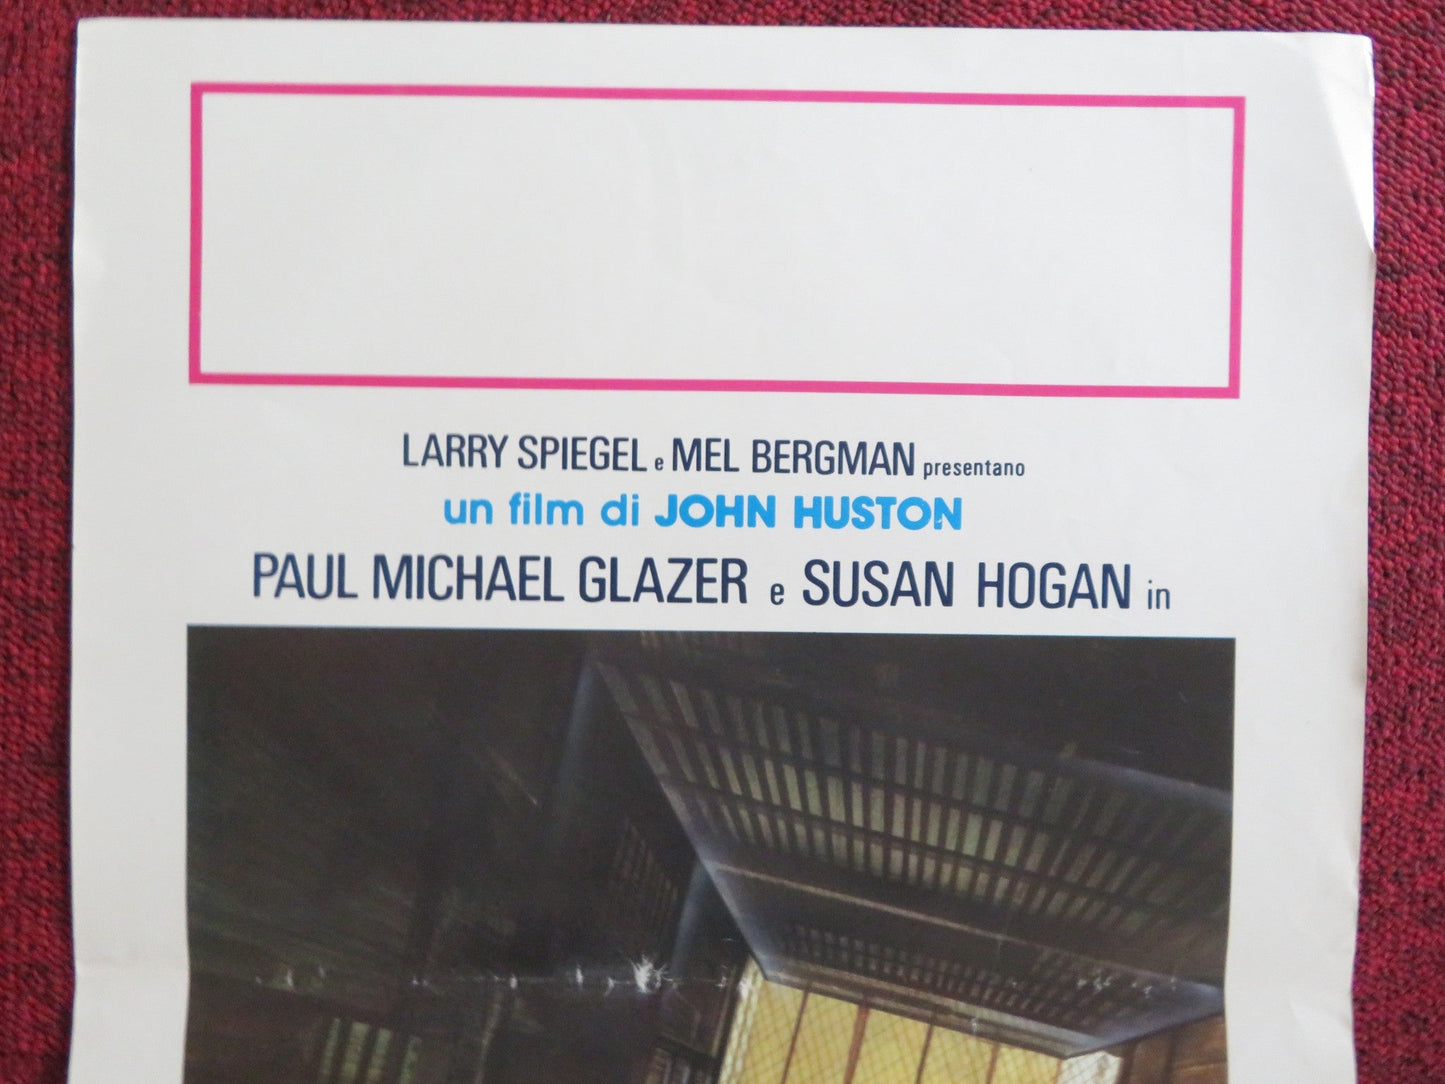 LARRY SPIEGEL e MEL BERGMAN presentano
un film di JOHN HUSTON
PAUL MICHAEL GLAZER e SUSAN HOGAN in